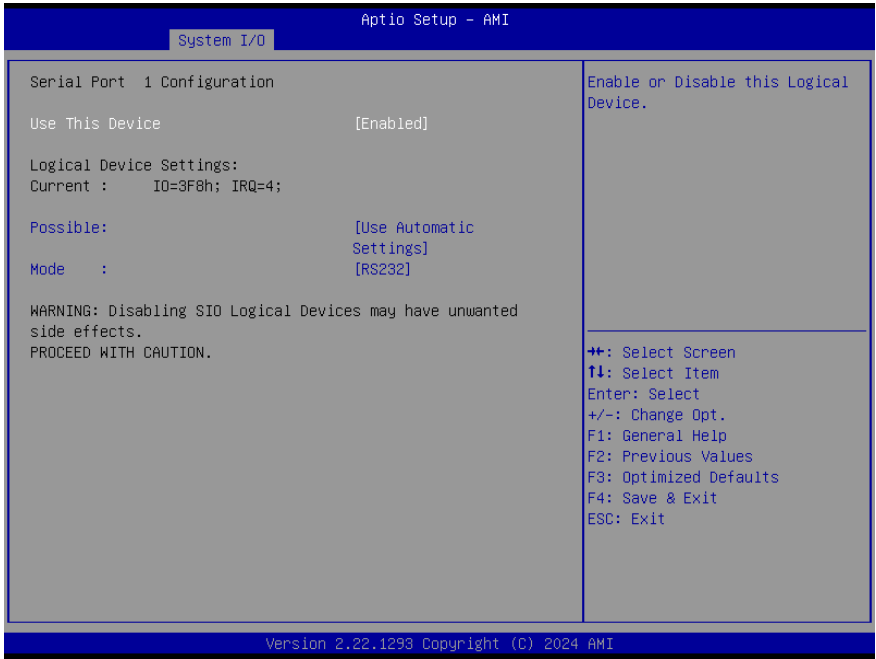 Aptio Setup - AMI
System I/O
Serial Port 1 Configuration
Use This Device [Enabled]
Logical Device Settings:
Current : IO=3F8h; IRQ=4;
Possible: [Use Automatic
Settings]
Mode : [RS232]
WARNING: Disabling SIO Logical Devices may have unwanted
side effects.
PROCEED WITH CAUTION.
Enable or Disable this Logical
Device.
→←: Select Screen
↑↓: Select Item
Enter: Select
+/-: Change Opt.
F1: General Help
F2: Previous Values
F3: Optimized Defaults
F4: Save & Exit
ESC: Exit
Version 2.22.1293 Copyright (C) 2024 AMI